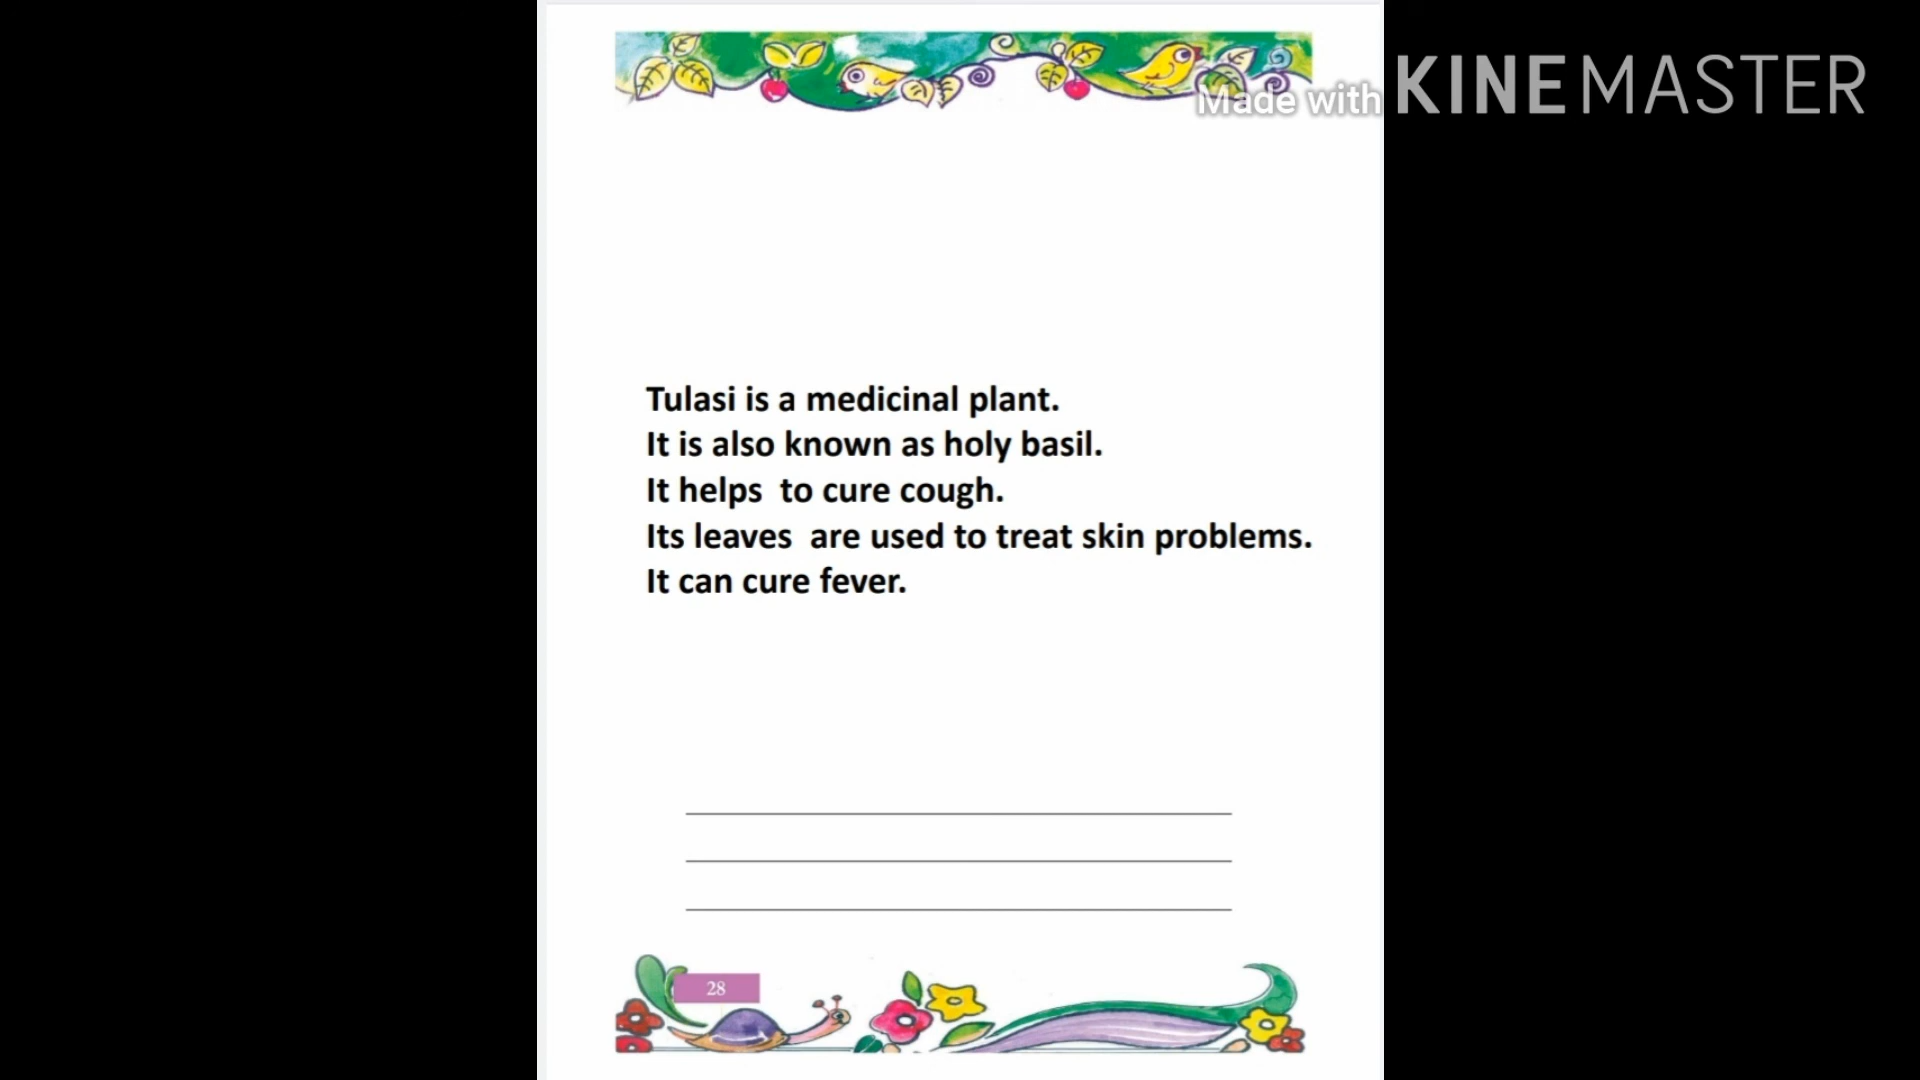 Made with KINEMASTER
Tulasi is a medicinal plant.
It is also known as holy basil.
It helps  to cure cough.
Its leaves  are used to treat skin problems.
It can cure fever.
28